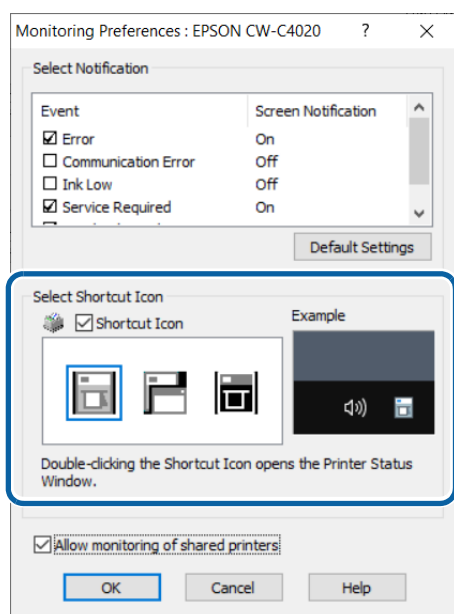 Monitoring Preferences : EPSON CW-C4020 ? ×
Select Notification
Event Screen Notification
Error On
Communication Error Off
Ink Low Off
Service Required On
Default Settings
Select Shortcut Icon
Shortcut Icon Example
Double-clicking the Shortcut Icon opens the Printer Status
Window.
Allow monitoring of shared printers
OK Cancel Help